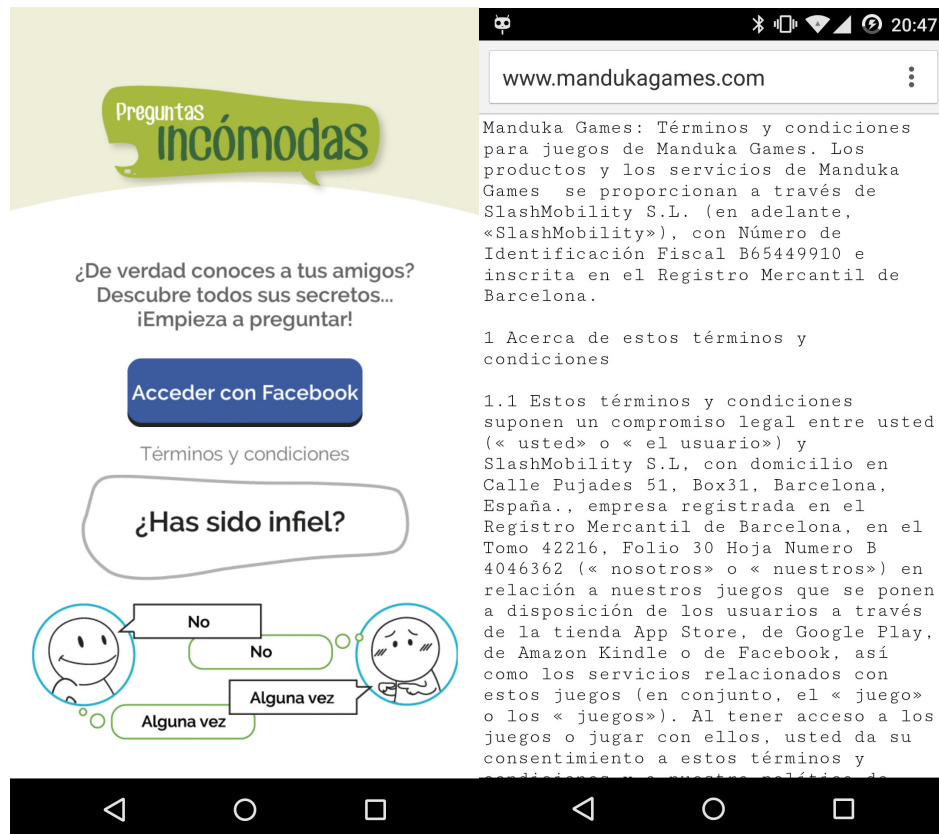 Preguntas
incómodas
¿De verdad conoces a tus amigos?
Descubre todos sus secretos...
¡Empieza a preguntar!
Acceder con Facebook
Términos y condiciones
¿Has sido infiel?
No
No
Alguna vez
Alguna vez
20:47
www.mandukagames.com
Manduka Games: Términos y condiciones
para juegos de Manduka Games. Los
productos y los servicios de Manduka
Games  se proporcionan a través de
SlashMobility S.L. (en adelante,
«SlashMobility»), con Número de
Identificación Fiscal B65449910 e
inscrita en el Registro Mercantil de
Barcelona.
1 Acerca de estos términos y
condiciones
1.1 Estos términos y condiciones
suponen un compromiso legal entre usted
(« usted» o « el usuario») y
SlashMobility S.L, con domicilio en
Calle Pujades 51, Box31, Barcelona,
España., empresa registrada en el
Registro Mercantil de Barcelona, en el
Tomo 42216, Folio 30 Hoja Numero B
4046362 (« nosotros» o « nuestros») en
relación a nuestros juegos que se ponen
a disposición de los usuarios a través
de la tienda App Store, de Google Play,
de Amazon Kindle o de Facebook, así
como los servicios relacionados con
estos juegos (en conjunto, el « juego»
o los « juegos»). Al tener acceso a los
juegos o jugar con ellos, usted da su
consentimiento a estos términos y